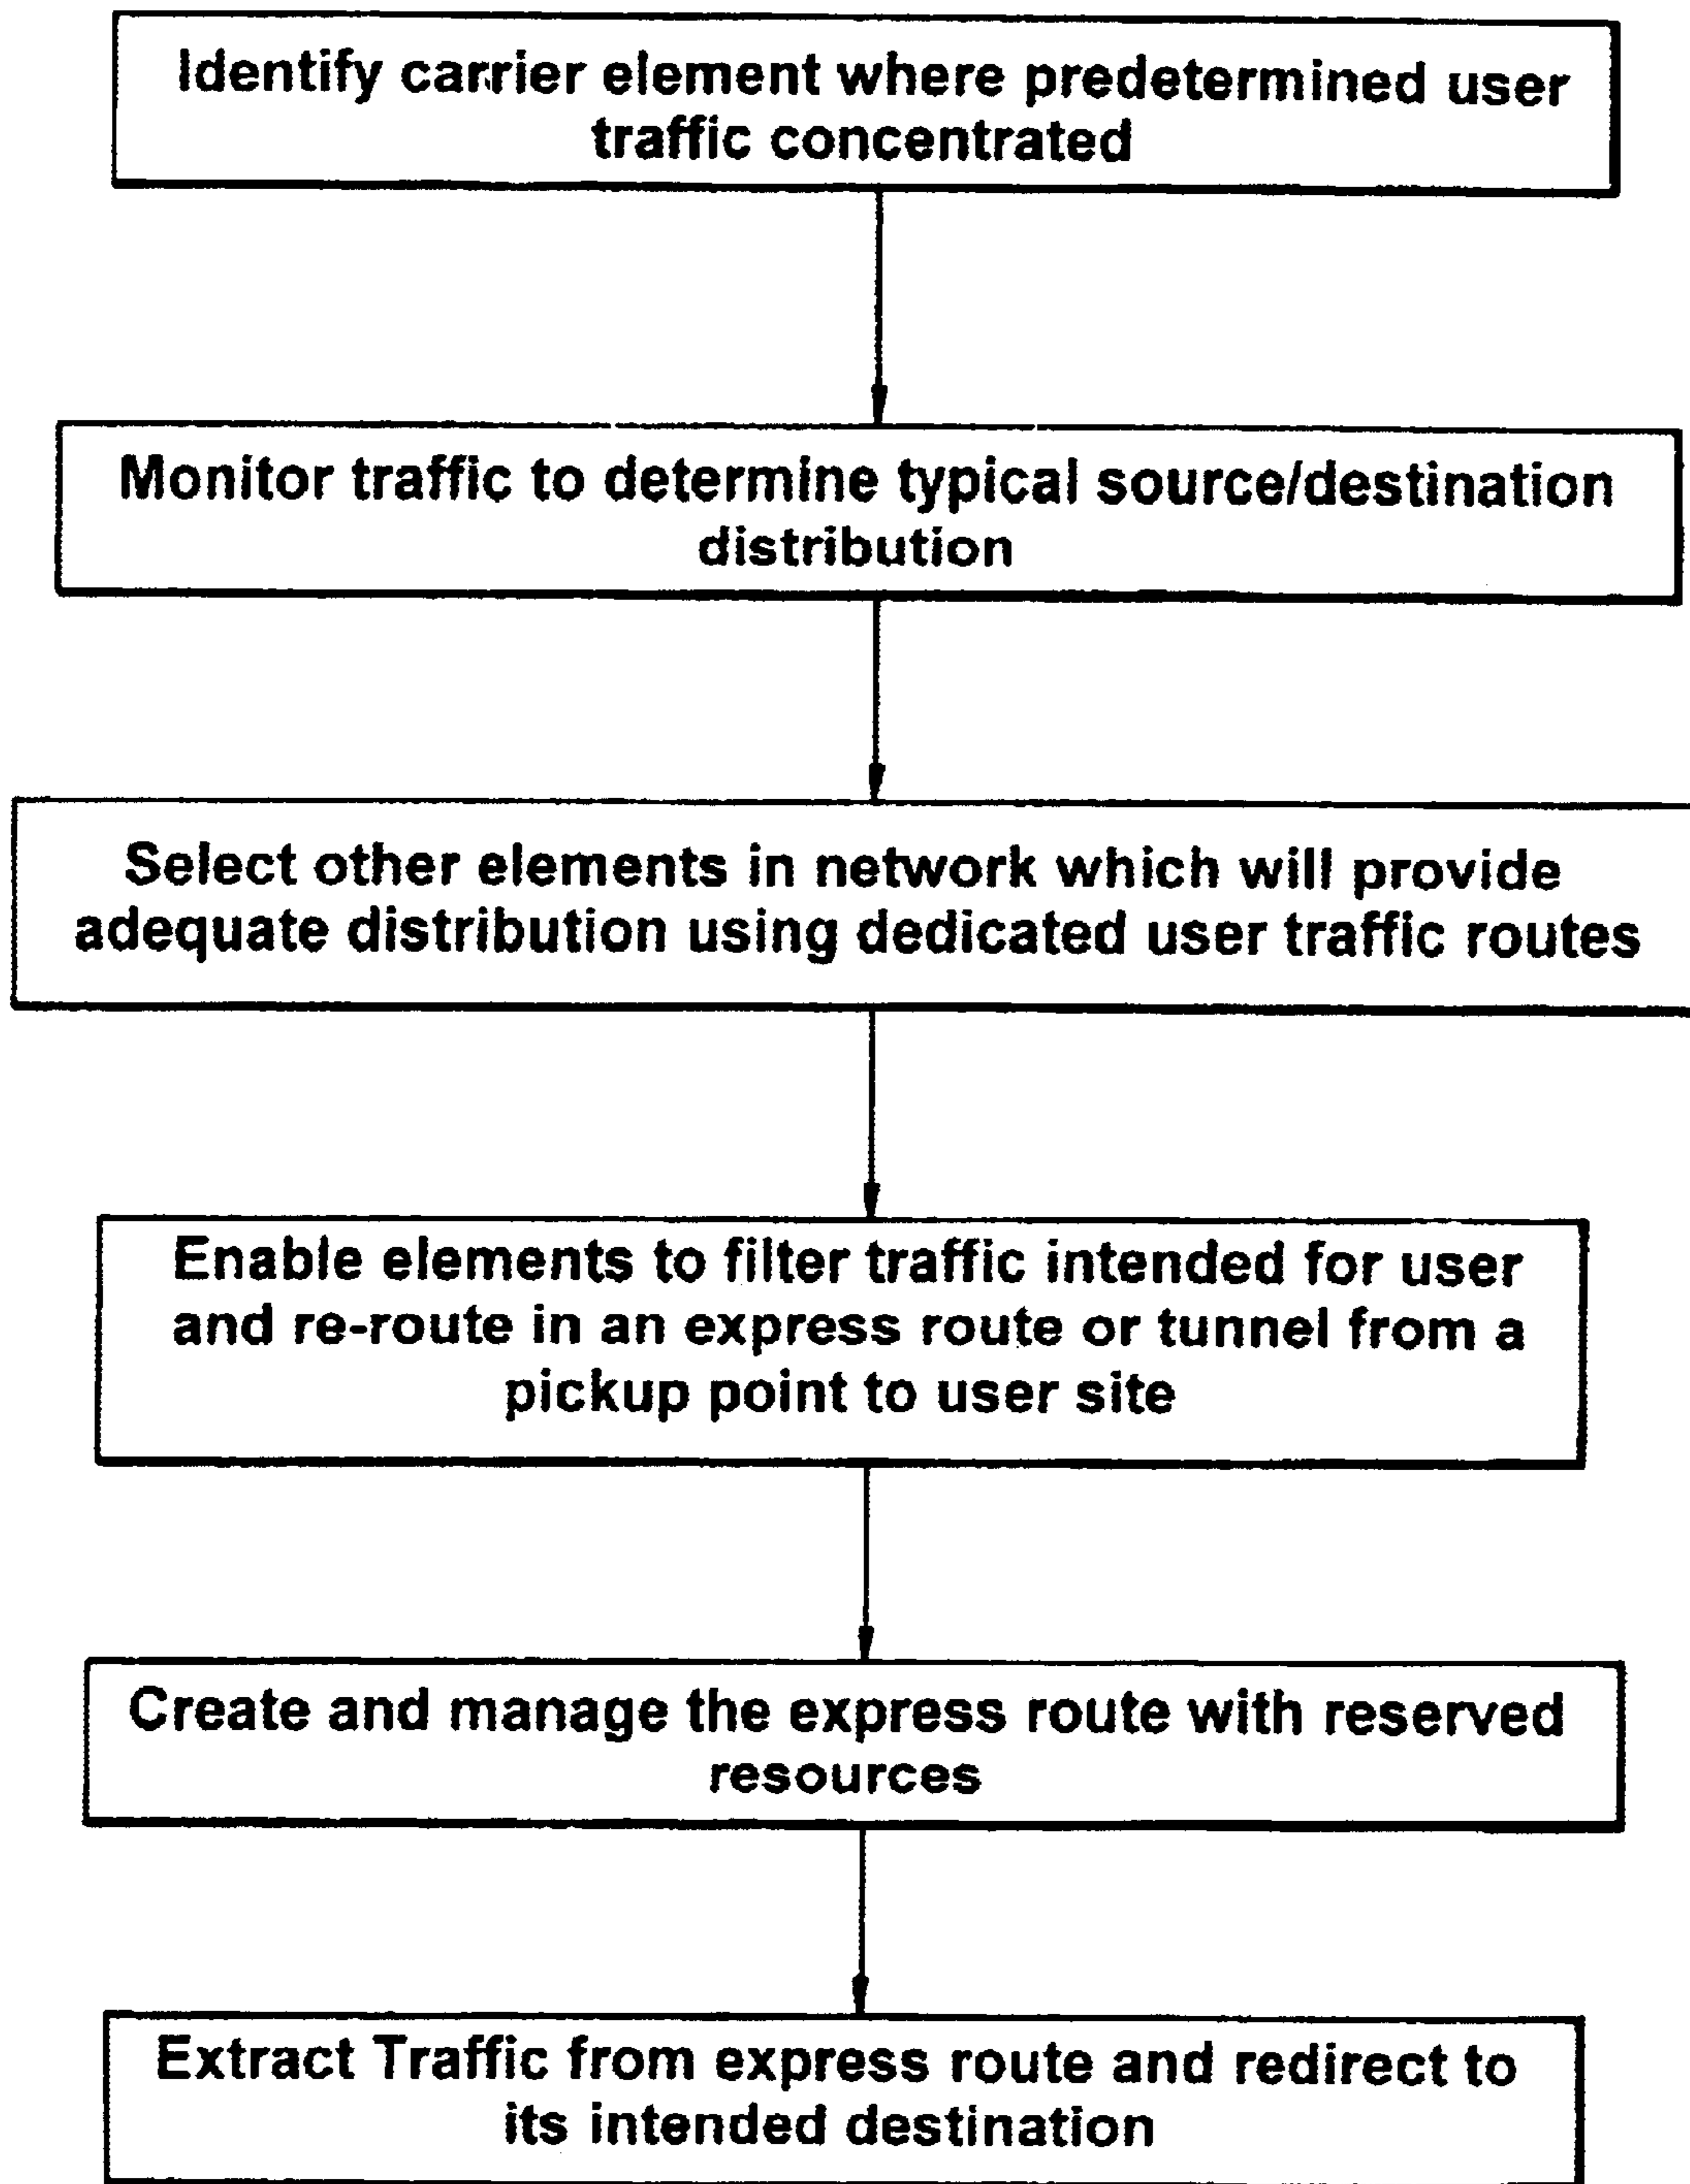 Identify carrier element where predetermined user
traffic concentrated
Monitor traffic to determine typical source/destination
distribution
Select other elements in network which will provide
adequate distribution using dedicated user traffic routes
Enable elements to filter traffic intended for user
and re-route in an express route or tunnel from a
pickup point to user site
Create and manage the express route with reserved
resources
Extract Traffic from express route and redirect to
its intended destination